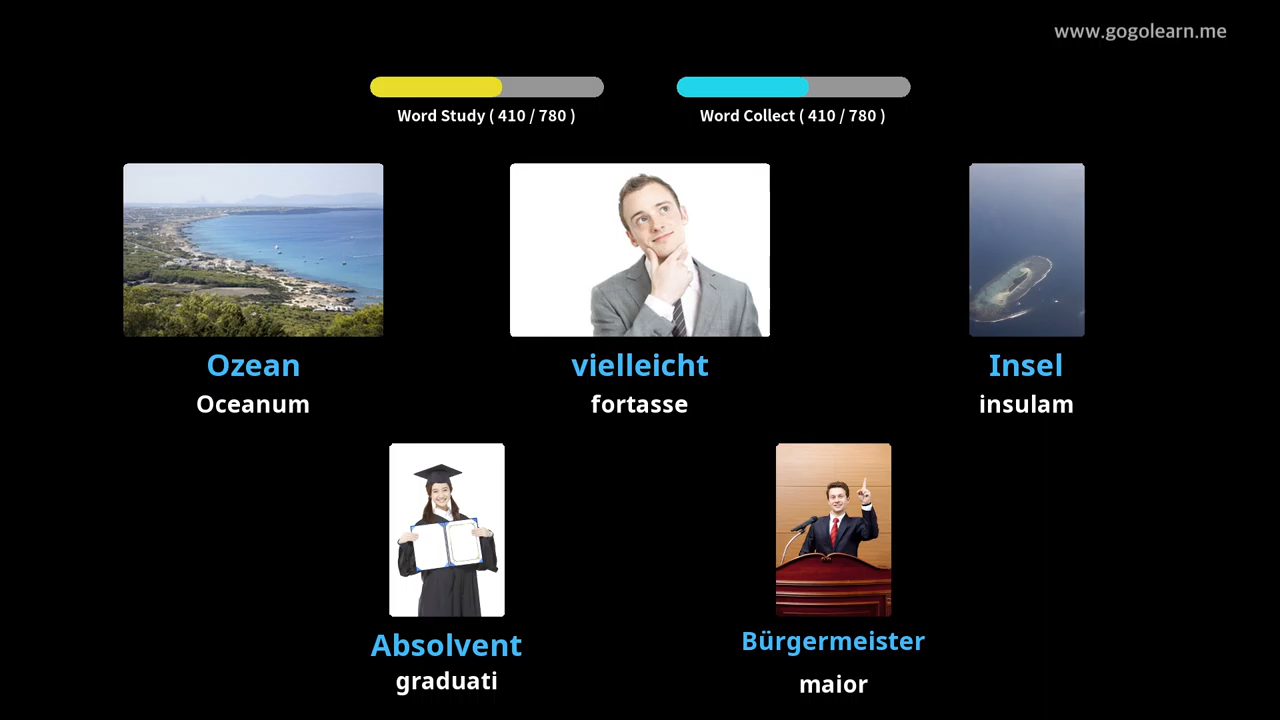 www.gogolearn.me
Word Study ( 410 / 780 )
Word Collect ( 410 / 780 )
Ozean
Oceanum
vielleicht
fortasse
Insel
insulam
Absolvent
graduati
Bürgermeister
maior